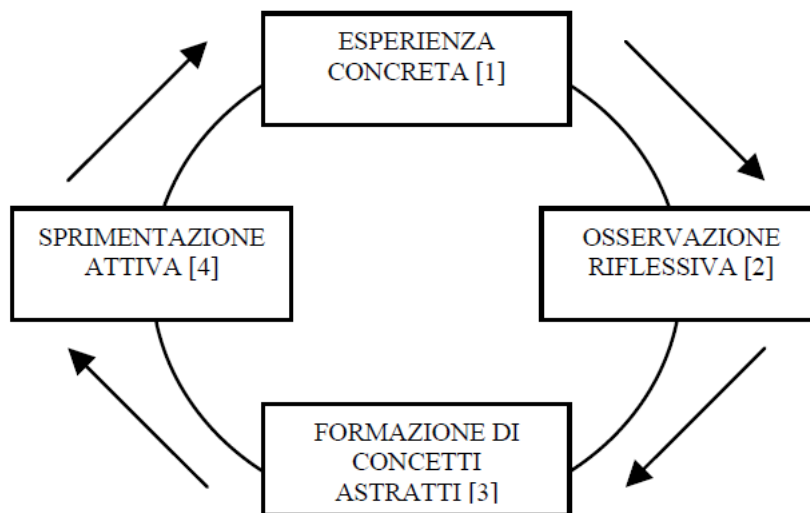 ESPERIENZA
CONCRETA [1]
SPRIMENTAZIONE
ATTIVA [4]
OSSERVAZIONE
RIFLESSIVA [2]
FORMAZIONE DI
CONCETTI
ASTRATTI [3]